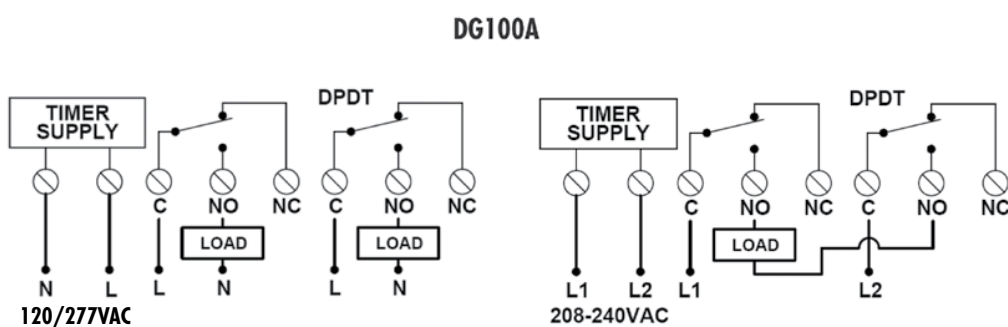 DG100A
DPDT
TIMER
SUPPLY
C NO NC C NO NC
LOAD LOAD
N L L N L N
120/277VAC
DPDT
TIMER
SUPPLY
C NO NC C NO NC
LOAD
L1 L2 L1 L2
208-240VAC